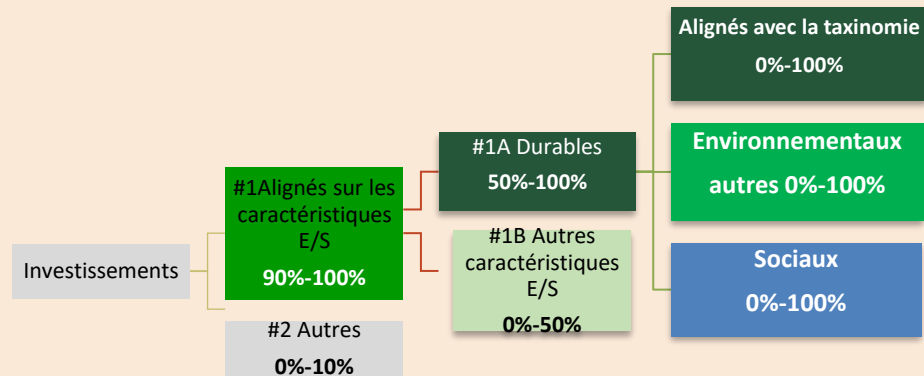 Investissements
#1Alignés sur les
caractéristiques
E/S
90%-100%
#2 Autres
0%-10%
#1A Durables
50%-100%
#1B Autres
caractéristiques
E/S
0%-50%
Alignés avec la taxinomie
0%-100%
Environnementaux
autres 0%-100%
Sociaux
0%-100%